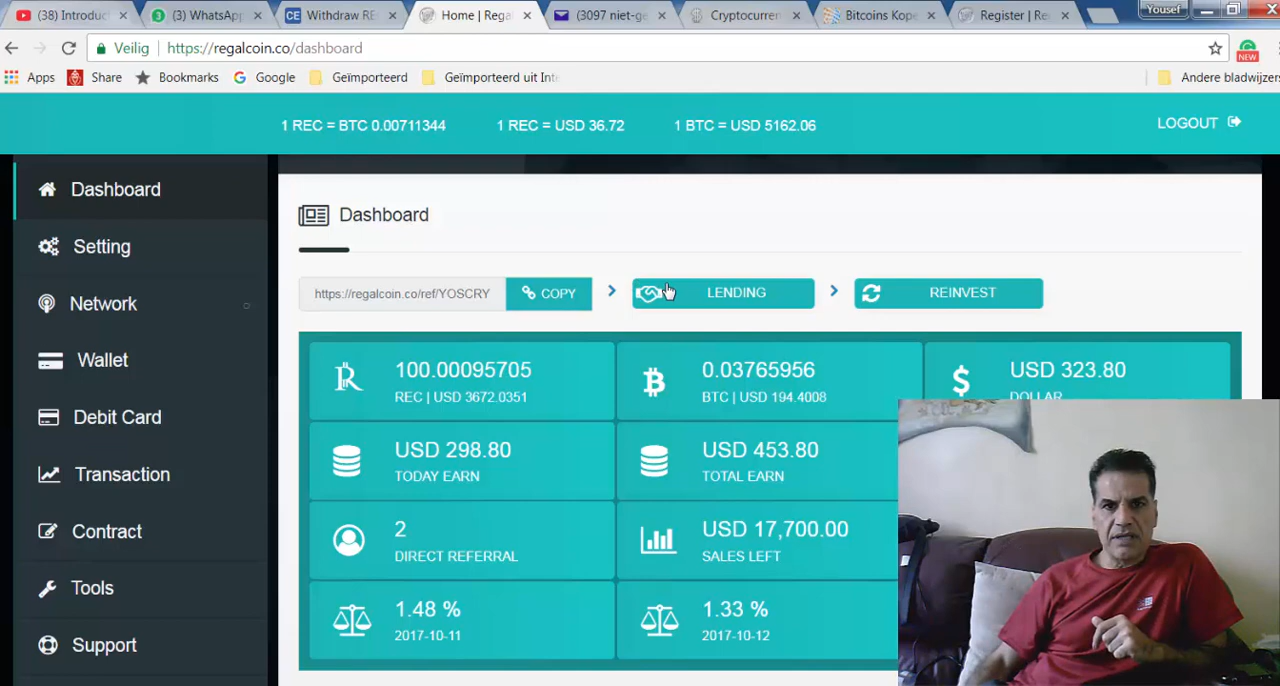 (38) Introduc
(3) WhatsApp
Withdraw RE
Home | Rega
(3097 niet-ge
Cryptocurren
Bitcoins Kope
Register | Re
Yousef
Veilig
https://regalcoin.co/dashboard
NEW
Apps
Share
Bookmarks
Google
Geïmporteerd
Geïmporteerd uit Inte
Andere bladwijzers
1 REC = BTC 0.00711344
1 REC = USD 36.72
1 BTC = USD 5162.06
LOGOUT
Dashboard
Setting
Network
Wallet
Debit Card
Transaction
Contract
Tools
Support
Dashboard
https://regalcoin.co/ref/YOSCRY
COPY
LENDING
REINVEST
100.00095705
REC | USD 3672.0351
0.03765956
BTC | USD 194.4008
USD 323.80
DOLLAR
USD 298.80
TODAY EARN
USD 453.80
TOTAL EARN
2
DIRECT REFERRAL
USD 17,700.00
SALES LEFT
1.48 %
2017-10-11
1.33 %
2017-10-12